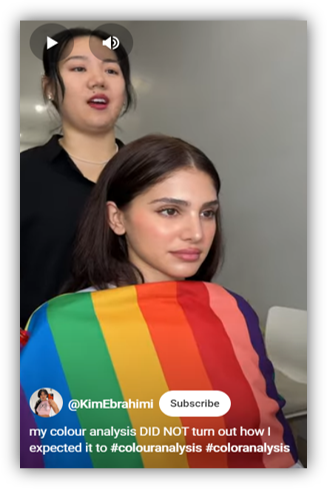 @KimEbrahimi Subscribe
my colour analysis DID NOT turn out how I
expected it to #colouranalysis #coloranalysis